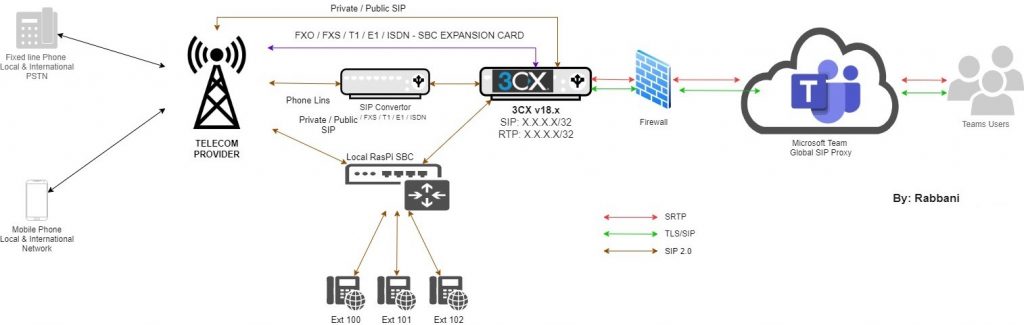 Private / Public SIP
FXO / FXS / T1 / E1 / ISDN - SBC EXPANSION CARD
Fixed line Phone
Local & International
PSTN
TELECOM
PROVIDER
Phone Lins
SIP Convertor
/ FXS / T1 / E1 / ISDN
Private / Public
SIP
3CX
3CX v18.x
SIP: X.X.X.X/32
RTP: X.X.X.X/32
Firewall
T
Microsoft Team
Global SIP Proxy
Teams Users
Local RasPi SBC
Mobile Phone
Local & International
Network
By: Rabbani
SRTP
TLS/SIP
SIP 2.0
Ext 100
Ext 101
Ext 102